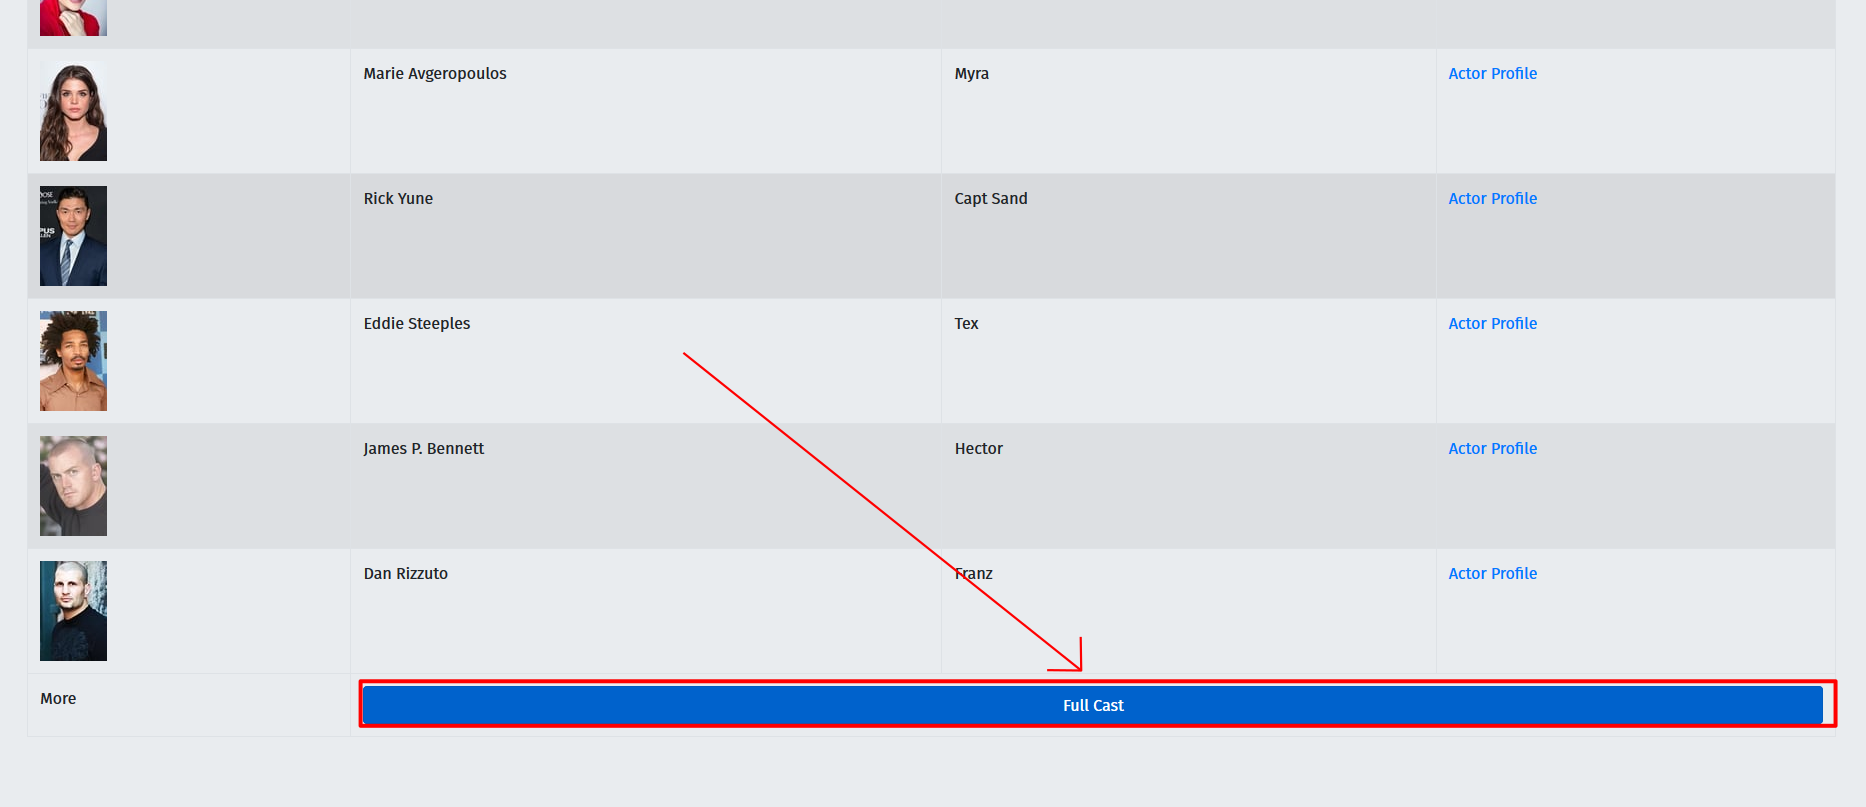 Marie Avgeropoulos Myra Actor Profile
Rick Yune Capt Sand Actor Profile
Eddie Steeples Tex Actor Profile
James P. Bennett Hector Actor Profile
Dan Rizzuto Franz Actor Profile
More Full Cast